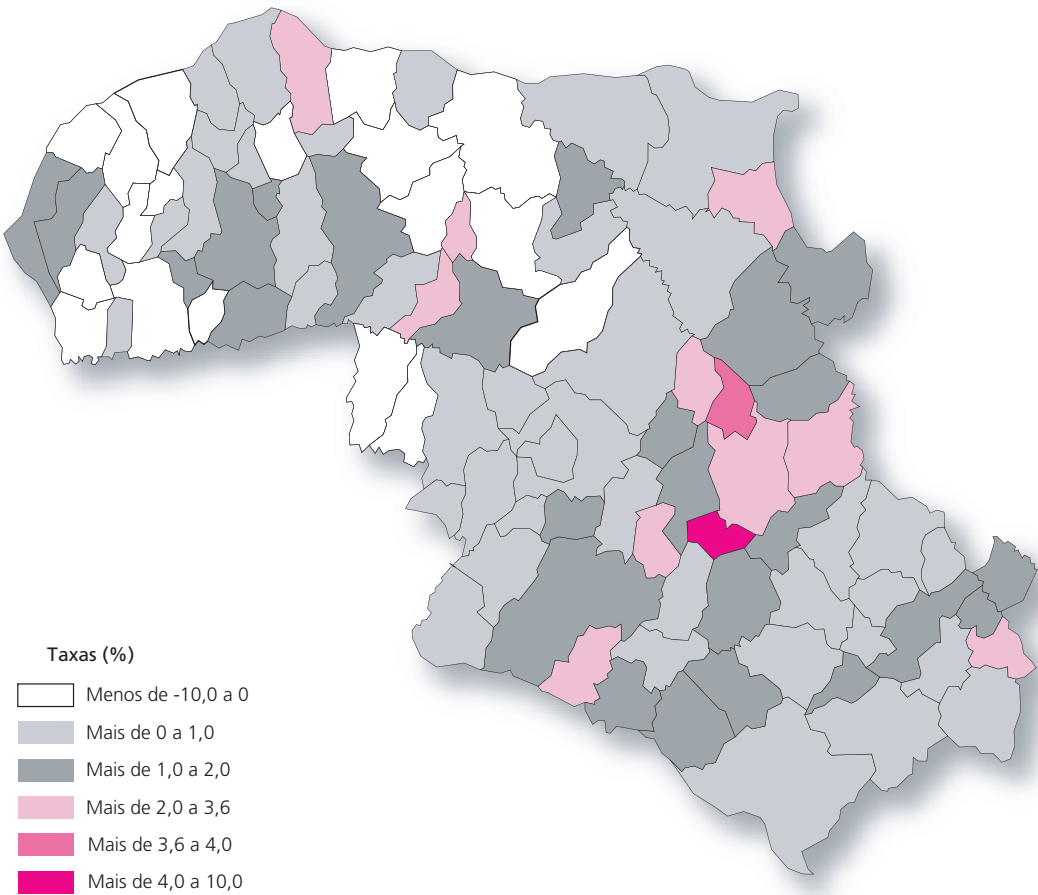 Taxas (%)
Menos de -10,0 a 0
Mais de 0 a 1,0
Mais de 1,0 a 2,0
Mais de 2,0 a 3,6
Mais de 3,6 a 4,0
Mais de 4,0 a 10,0